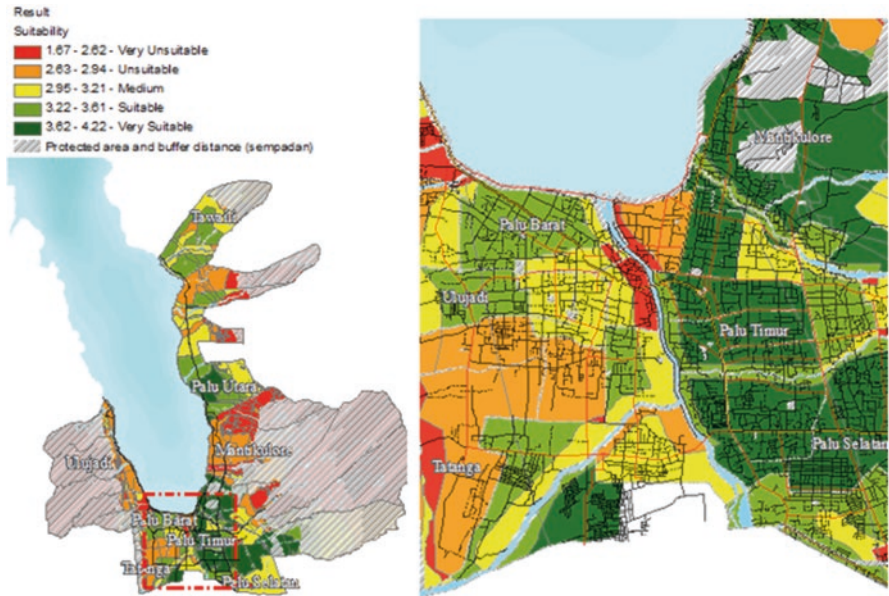 Result
Suitability
1.67 - 2.62 - Very Unsuitable
2.63 - 2.94 - Unsuitable
2.95 - 3.21 - Medium
3.22 - 3.61 - Suitable
3.62 - 4.22 - Very Suitable
Protected area and buffer distance (sempadan)
Tawaili
Palu Utara
Mantikulore
Ulujadi
Palu Barat
Palu Timur
Tatanga
Palu Selatan
Mantikulore
Palu Barat
Ulujadi
Palu Timur
Palu Selatan
Tatanga